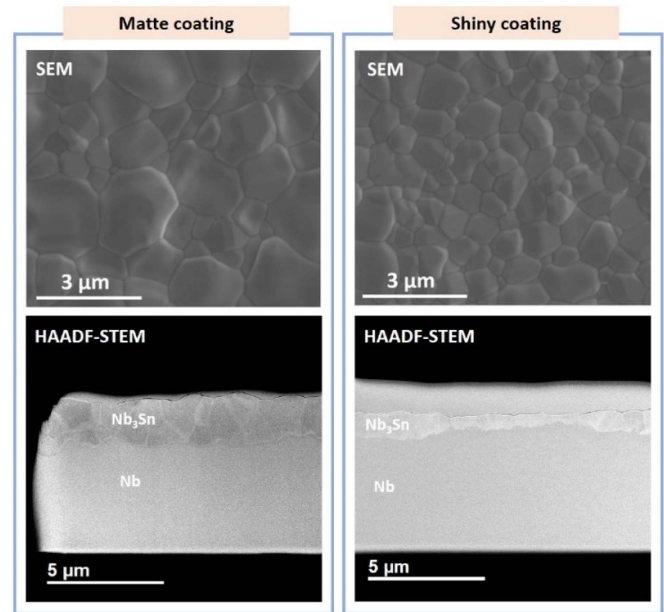 Matte coating
SEM
3 μm
HAADF-STEM
Nb₃Sn
Nb
5 μm
Shiny coating
SEM
3 μm
HAADF-STEM
Nb₃Sn
Nb
5 μm